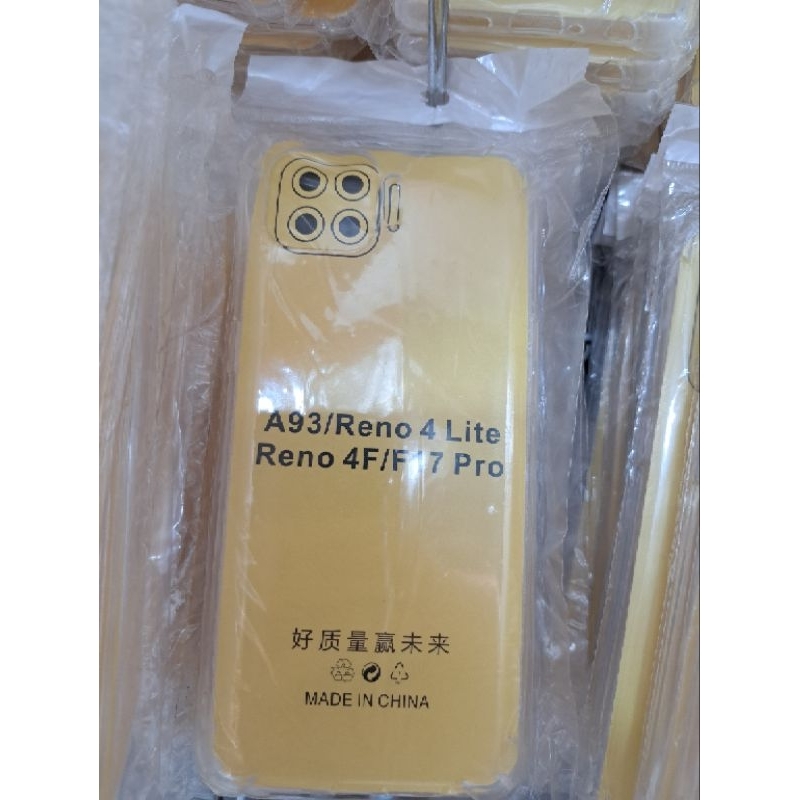 A93/Reno 4 Lite
Reno 4F/F17 Pro
好质量赢未来
MADE IN CHINA